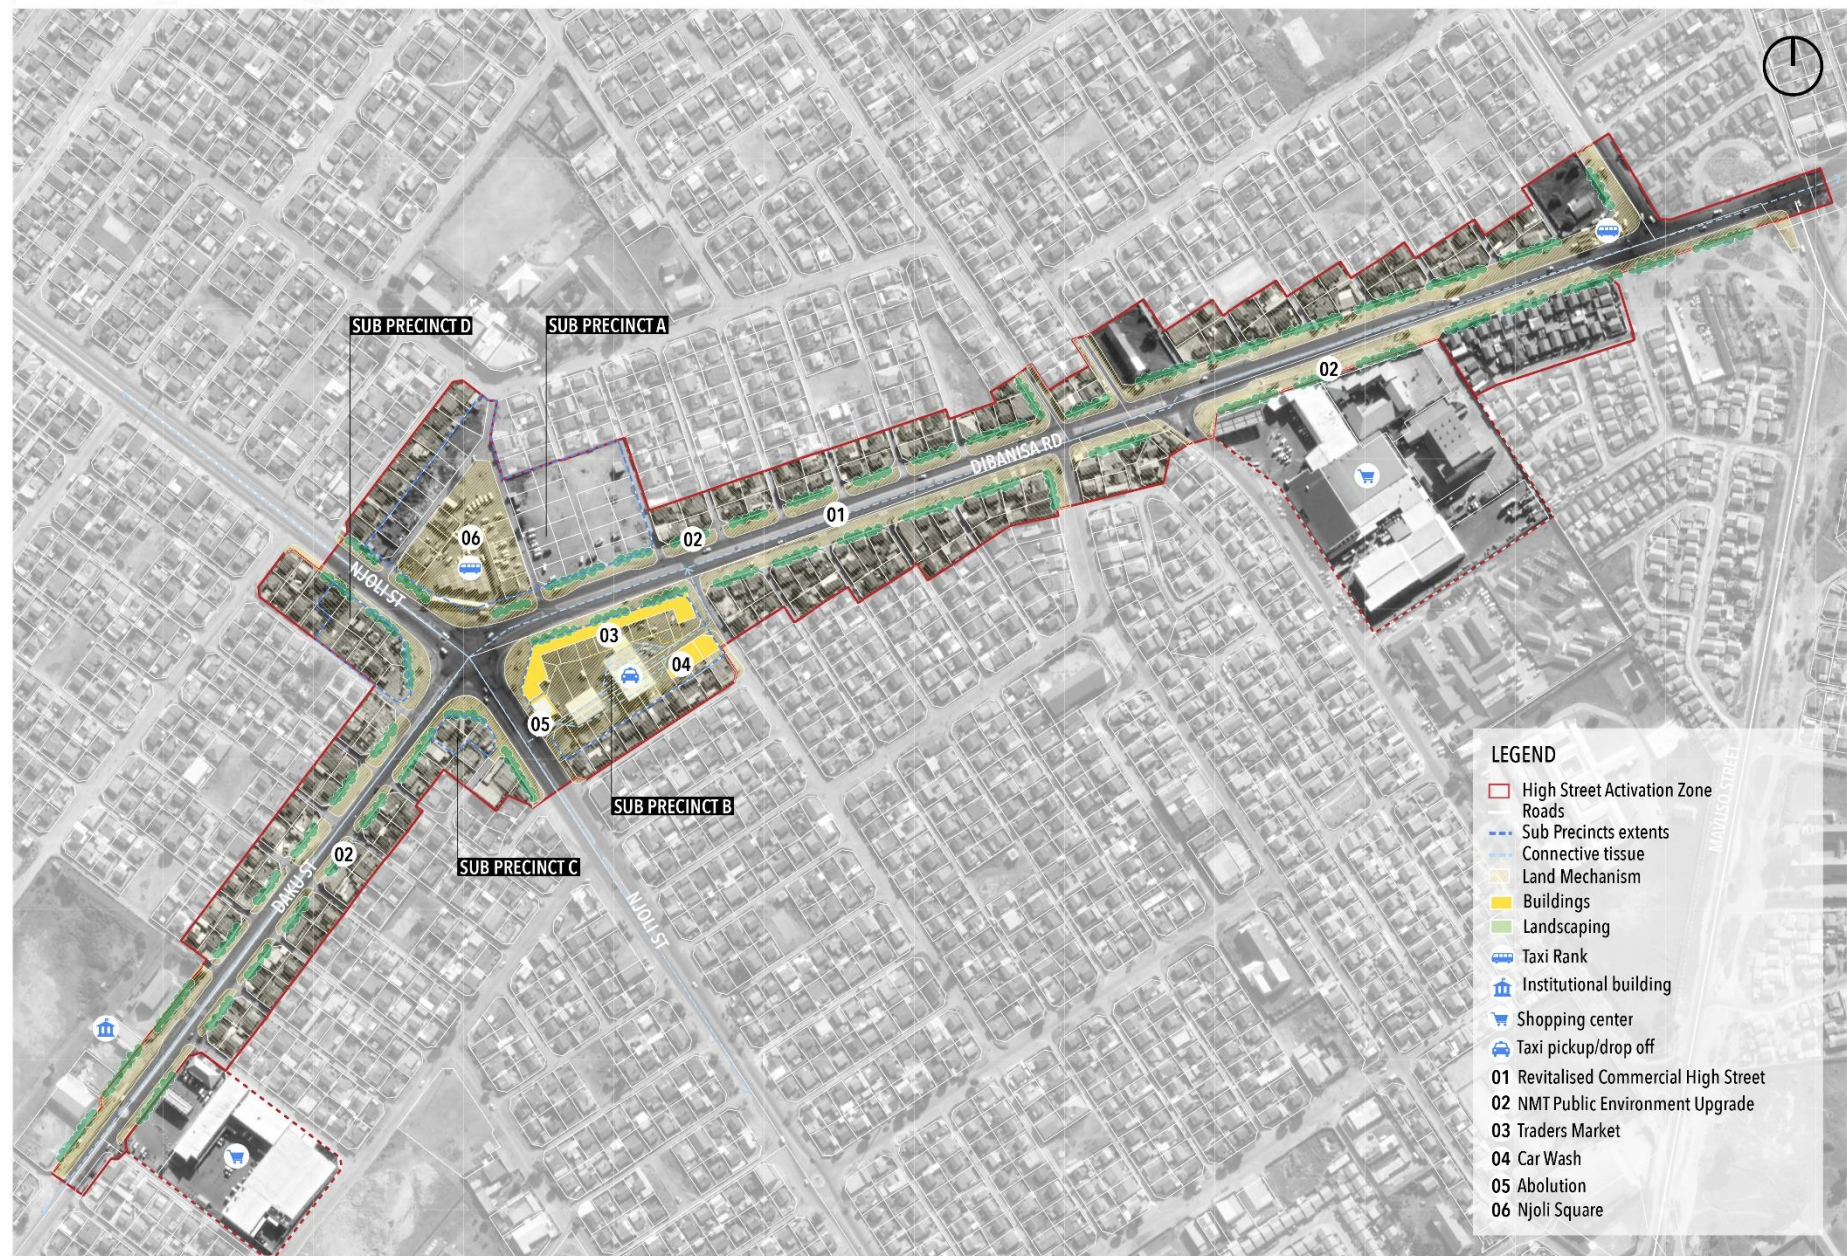 SUB PRECINCT D
SUB PRECINCT A
02
DIBANISA RD
01
02
06
NJOLI ST
03
04
05
SUB PRECINCT B
SUB PRECINCT C
02
DAKU ST
NJOLI ST
MAVUSO STREET
LEGEND
High Street Activation Zone
Roads
Sub Precincts extents
Connective tissue
Land Mechanism
Buildings
Landscaping
Taxi Rank
Institutional building
Shopping center
Taxi pickup/drop off
01 Revitalised Commercial High Street
02 NMT Public Environment Upgrade
03 Traders Market
04 Car Wash
05 Abolution
06 Njoli Square